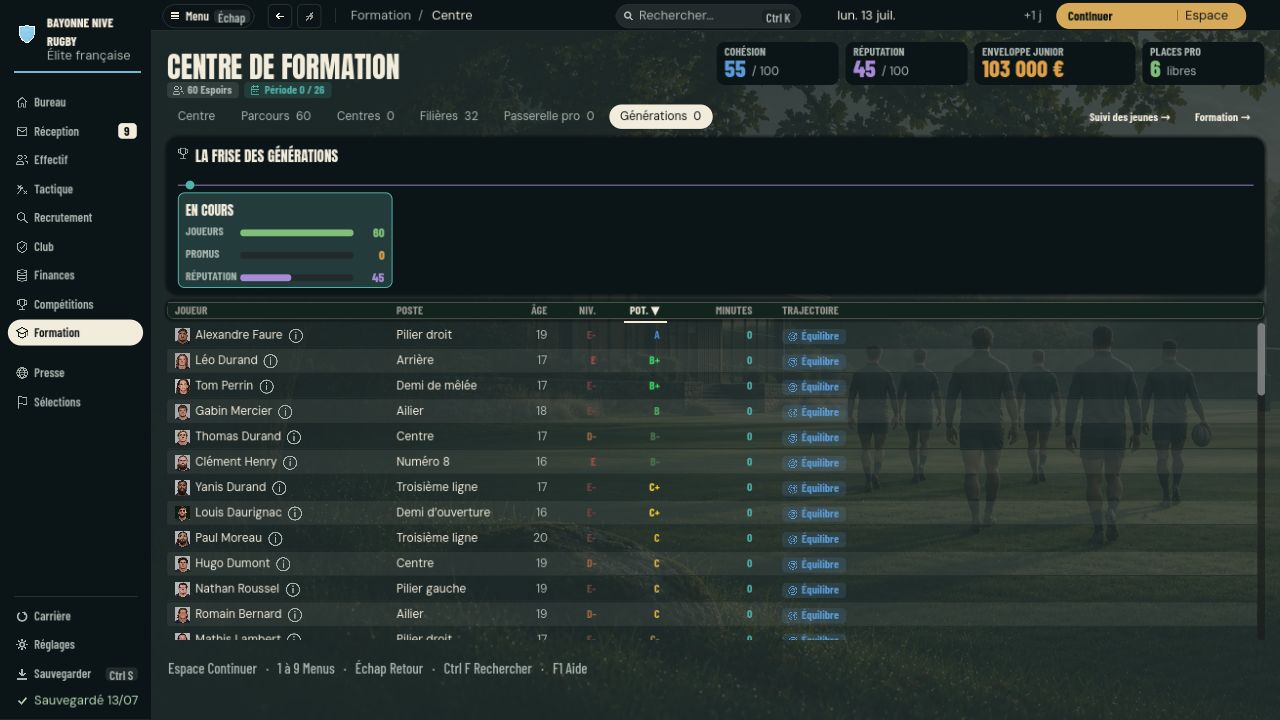 BAYONNE NIVE
RUGBY
Élite française
Menu Échap
Formation / Centre
Rechercher... Ctrl K
lun. 13 juil.
+1 j
Continuer Espace
Bureau
Réception 9
Effectif
Tactique
Recrutement
Club
Finances
Compétitions
Formation
Presse
Sélections
Carrière
Réglages
Sauvegarder Ctrl S
Sauvegardé 13/07
CENTRE DE FORMATION
60 Espoirs Période 0 / 26
COHÉSION
55 / 100
RÉPUTATION
45 / 100
ENVELOPPE JUNIOR
103 000 €
PLACES PRO
6 libres
Centre Parcours 60 Centres 0 Filières 32 Passerelle pro 0 Générations 0
Suivi des jeunes → Formation →
LA FRISE DES GÉNÉRATIONS
EN COURS
JOUEURS 60
PROMUS 0
RÉPUTATION 45
JOUEUR POSTE ÂGE NIV. POT. ▼ MINUTES TRAJECTOIRE
Alexandre Faure Pilier droit 19 E- A 0 Équilibre
Léo Durand Arrière 17 E B+ 0 Équilibre
Tom Perrin Demi de mêlée 17 E- B+ 0 Équilibre
Gabin Mercier Ailier 18 E- B 0 Équilibre
Thomas Durand Centre 17 D- B- 0 Équilibre
Clément Henry Numéro 8 16 E B- 0 Équilibre
Yanis Durand Troisième ligne 17 E- C+ 0 Équilibre
Louis Daurignac Demi d'ouverture 16 E- C+ 0 Équilibre
Paul Moreau Troisième ligne 20 E- C 0 Équilibre
Hugo Dumont Centre 19 D- C 0 Équilibre
Nathan Roussel Pilier gauche 19 E- C 0 Équilibre
Romain Bernard Ailier 19 D- C 0 Équilibre
Mathis Lambert Pilier droit 17 E- C- 0 Équilibre
Espace Continuer · 1 à 9 Menus · Échap Retour · Ctrl F Rechercher · F1 Aide